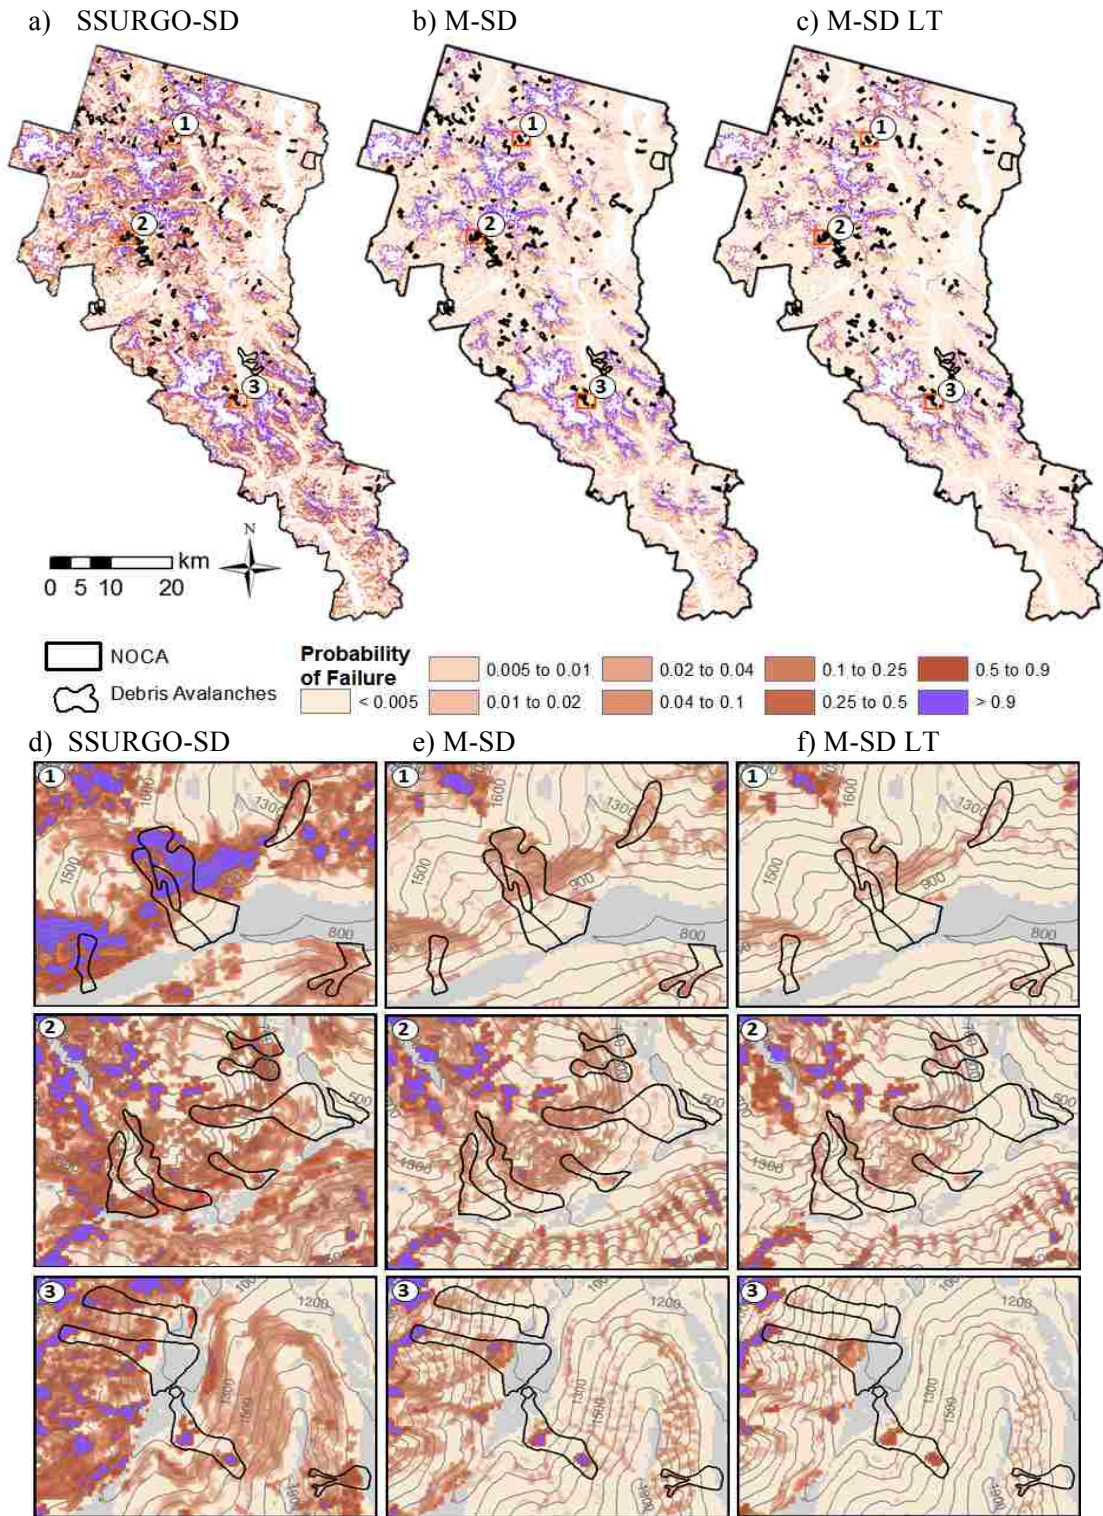 a) SSURGO-SD b) M-SD c) M-SD LT
1 1 1
2 2 2
3 3 3
N
km
0 5 10 20
NOCA
Debris Avalanches
Probability of Failure
< 0.005
0.005 to 0.01
0.01 to 0.02
0.02 to 0.04
0.04 to 0.1
0.1 to 0.25
0.25 to 0.5
0.5 to 0.9
> 0.9
d) SSURGO-SD e) M-SD f) M-SD LT
1 1600 1300 1500 900 800
1 1600 1300 1500 900 800
1 1600 1300 1500 900 800
2 500 1300
2 500 1300
2 500 1300
3 1200 1300 1500
3 1200 1300 1500
3 1200 1300 1500